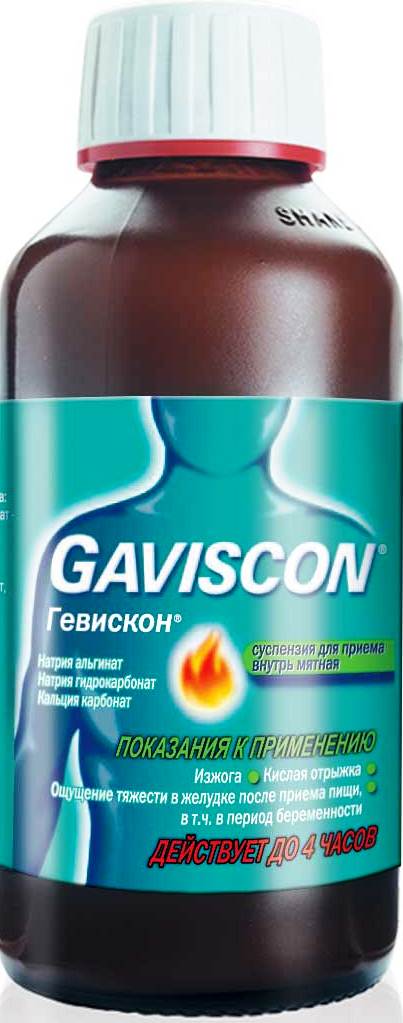 SHAKE
GAVISCON®
Гевискон®
суспензия для приема
внутрь мятная
Натрия альгинат
Натрия гидрокарбонат
Кальция карбонат
ПОКАЗАНИЯ К ПРИМЕНЕНИЮ
Изжога ● Кислая отрыжка ●
Ощущение тяжести в желудке после приема пищи, ●
в т.ч. в период беременности
ДЕЙСТВУЕТ ДО 4 ЧАСОВ